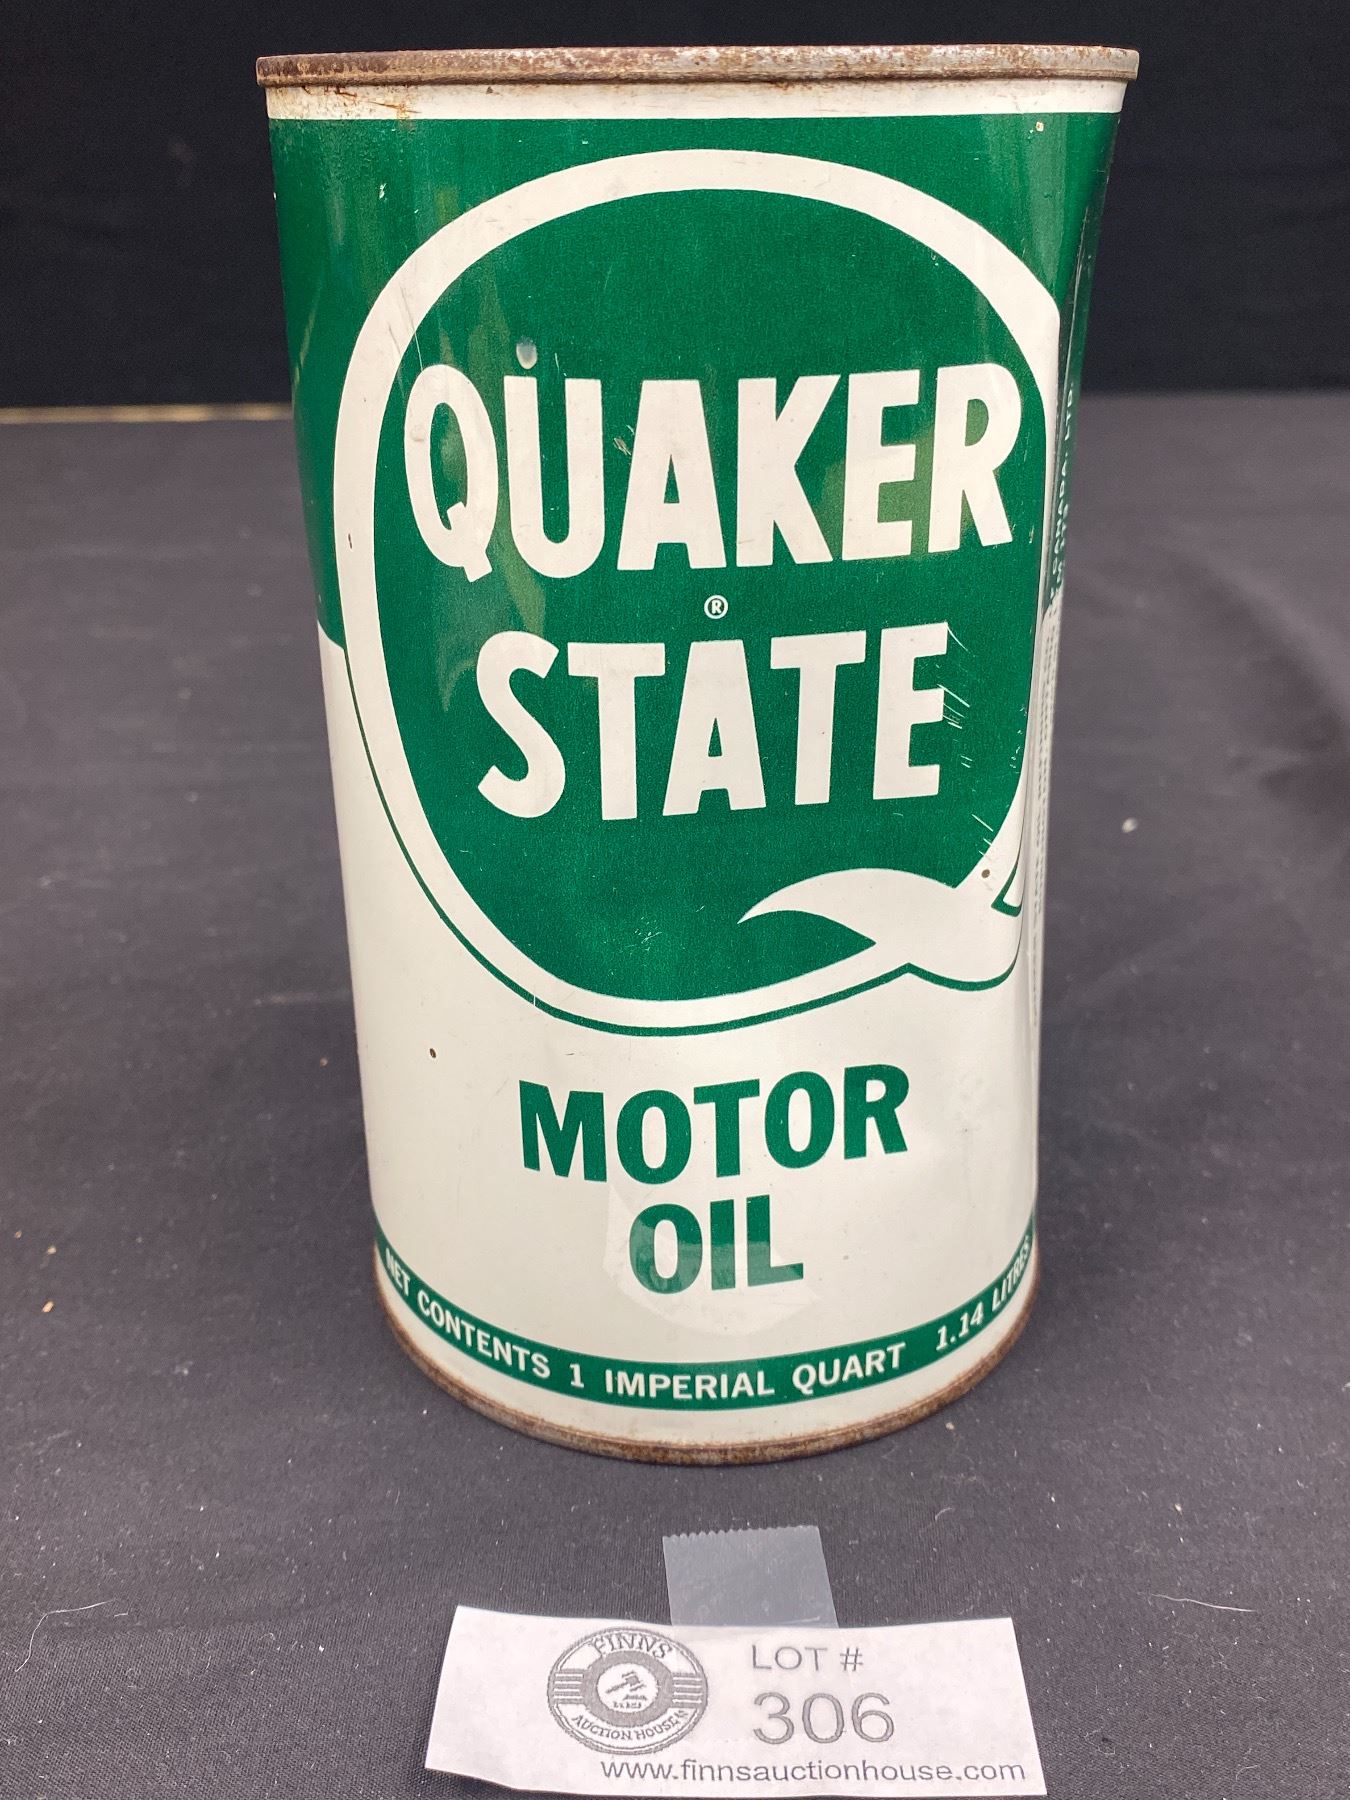 QUAKER
®
STATE
MOTOR
OIL
NET CONTENTS 1 IMPERIAL QUART 1.14 LITRES
FINNS
AUCTION HOUSE
LOT #
306
www.finnsauctionhouse.com